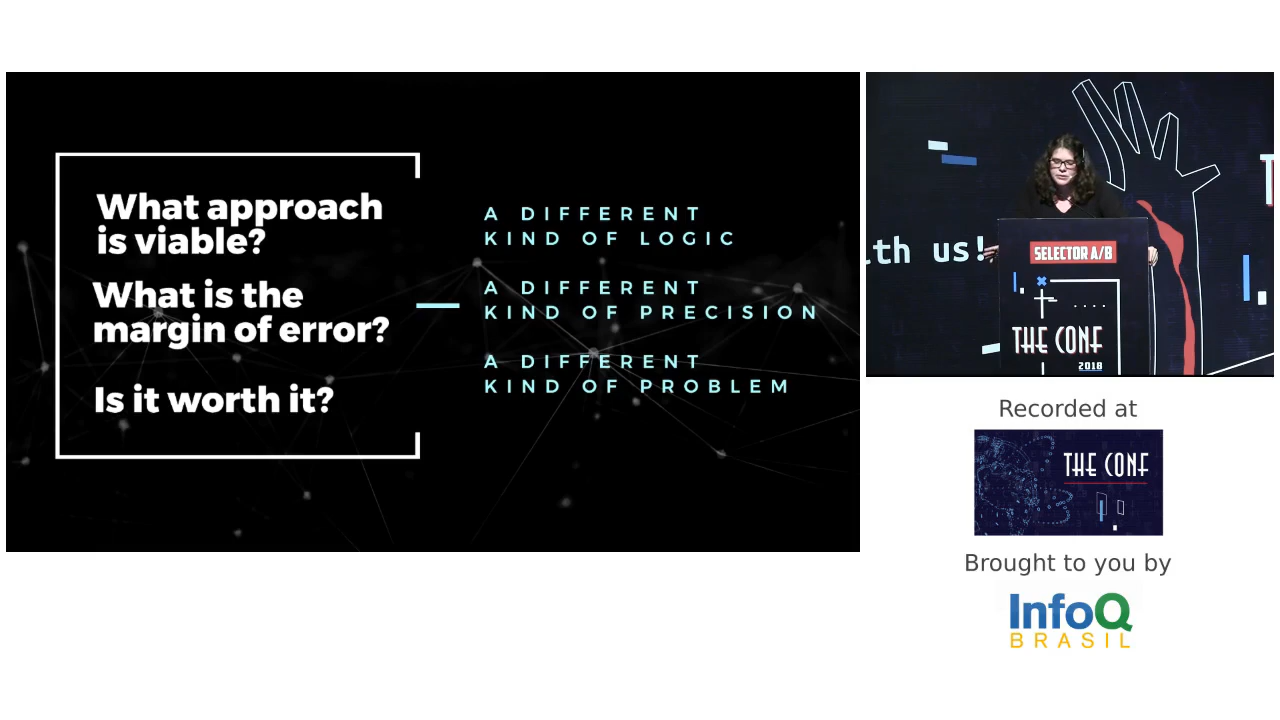 What approach
is viable?
What is the
margin of error?
Is it worth it?
A DIFFERENT
KIND OF LOGIC
A DIFFERENT
KIND OF PRECISION
A DIFFERENT
KIND OF PROBLEM
th us!
SELECTOR A/B
THE CONF
2018
Recorded at
THE CONF
Brought to you by
InfoQ
BRASIL